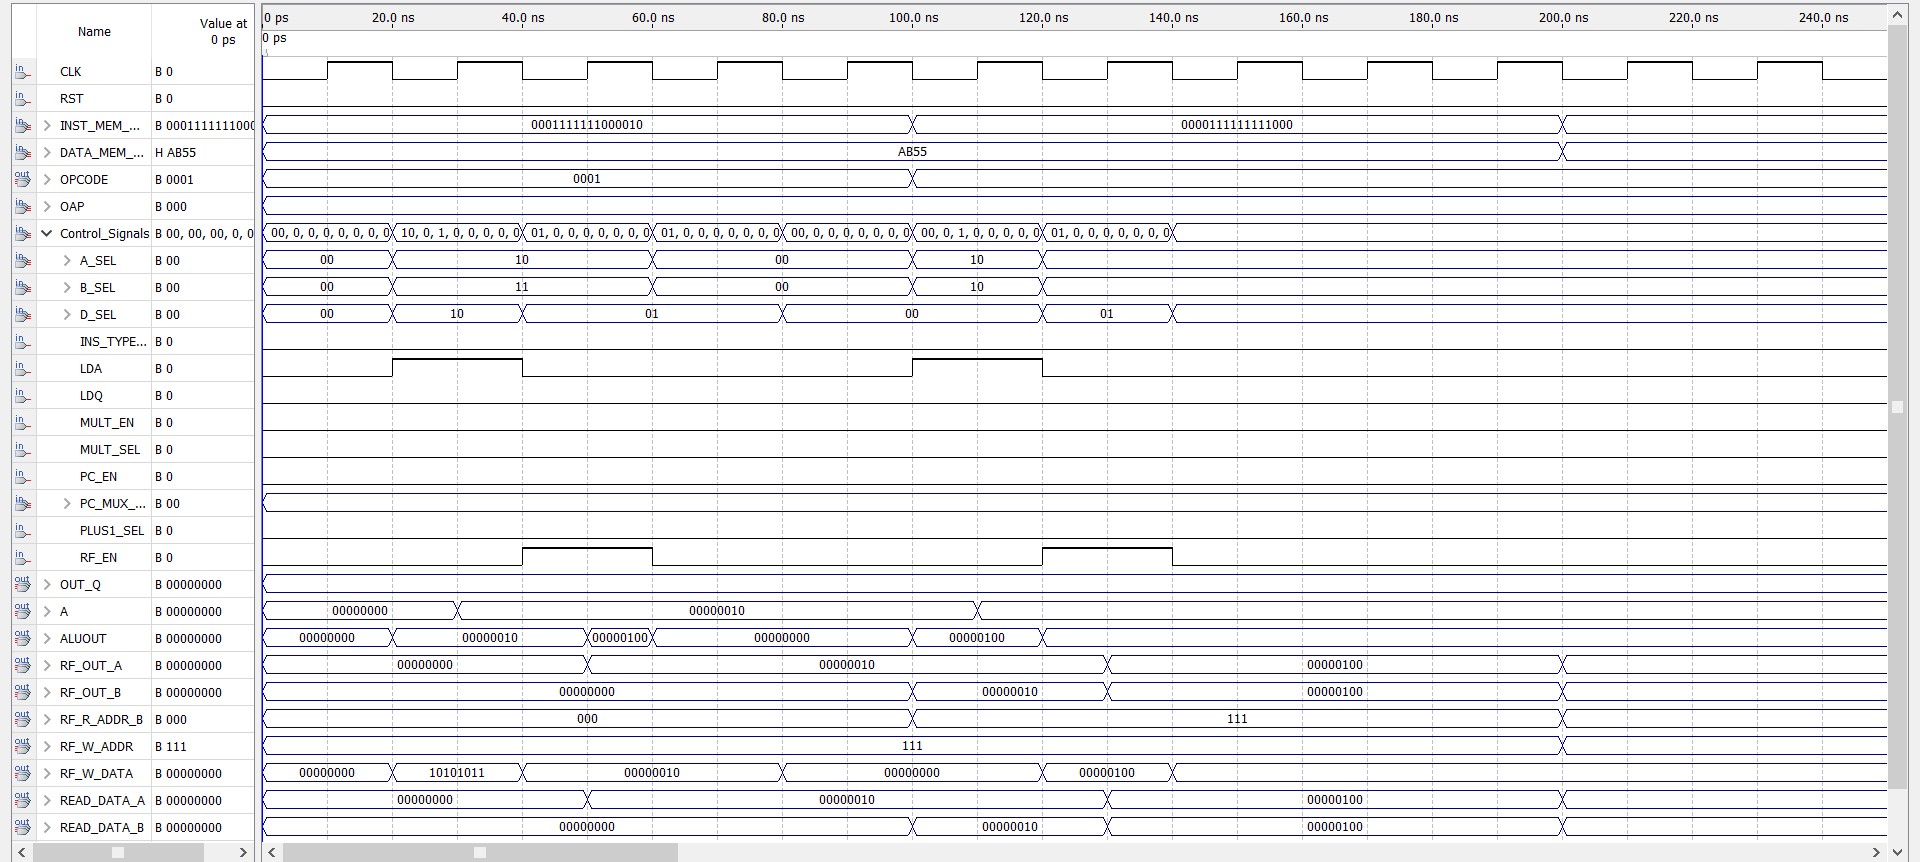 Name Value at 0 ps
0 ps 20.0 ns 40.0 ns 60.0 ns 80.0 ns 100.0 ns 120.0 ns 140.0 ns 160.0 ns 180.0 ns 200.0 ns 220.0 ns 240.0 ns
0 ps
in CLK B 0
in RST B 0
in INST_MEM_... B 0001111111000 0001111111000010 0000111111111000
in DATA_MEM_... H AB55 AB55
out OPCODE B 0001 0001
in OAP B 000
in Control_Signals B 00, 00, 00, 0, 0 00, 0, 0, 0, 0, 0, 0, 0 10, 0, 1, 0, 0, 0, 0, 0 01, 0, 0, 0, 0, 0, 0, 0 01, 0, 0, 0, 0, 0, 0, 0 00, 0, 0, 0, 0, 0, 0, 0 00, 0, 1, 0, 0, 0, 0, 0 01, 0, 0, 0, 0, 0, 0, 0
in A_SEL B 00 00 10 00 10
in B_SEL B 00 00 11 00 10
in D_SEL B 00 00 10 01 00 01
in INS_TYPE... B 0
in LDA B 0
in LDQ B 0
in MULT_EN B 0
in MULT_SEL B 0
in PC_EN B 0
in PC_MUX_... B 00
in PLUS1_SEL B 0
in RF_EN B 0
out OUT_Q B 00000000
out A B 00000000 00000000 00000010
out ALUOUT B 00000000 00000000 00000010 00000100 00000000 00000100
out RF_OUT_A B 00000000 00000000 00000010 00000100
out RF_OUT_B B 00000000 00000000 00000010 00000100
out RF_R_ADDR_B B 000 000 111
out RF_W_ADDR B 111 111
out RF_W_DATA B 00000000 00000000 10101011 00000010 00000000 00000100
out READ_DATA_A B 00000000 00000000 00000010 00000100
out READ_DATA_B B 00000000 00000000 00000010 00000100